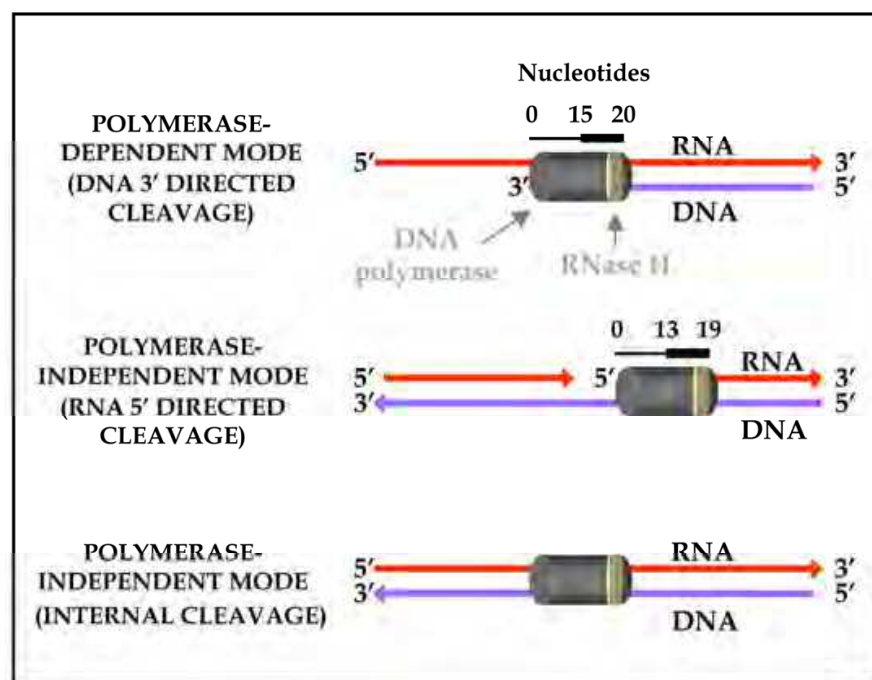 Nucleotides
0 15 20
POLYMERASE-
DEPENDENT MODE
(DNA 3′ DIRECTED
CLEAVAGE)
5′ RNA 3′
3′ DNA 5′
DNA
polymerase
RNase H
0 13 19
POLYMERASE-
INDEPENDENT MODE
(RNA 5′ DIRECTED
CLEAVAGE)
5′ 5′ RNA 3′
3′ 5′
DNA
POLYMERASE-
INDEPENDENT MODE
(INTERNAL CLEAVAGE)
5′ RNA 3′
3′ 5′
DNA